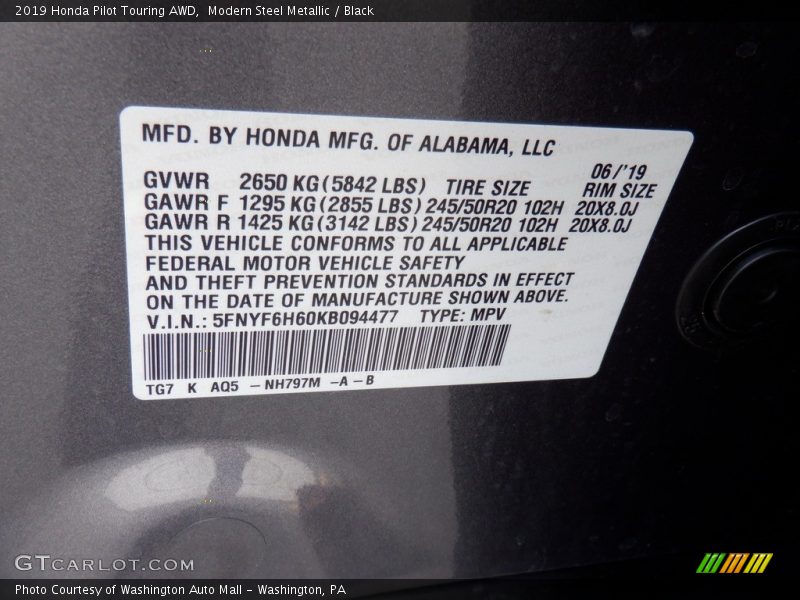 2019 Honda Pilot Touring AWD,  Modern Steel Metallic / Black
MFD. BY HONDA MFG. OF ALABAMA, LLC
06/'19
GVWR 2650 KG(5842 LBS) TIRE SIZE RIM SIZE
GAWR F 1295 KG(2855 LBS) 245/50R20 102H 20X8.0J
GAWR R 1425 KG(3142 LBS) 245/50R20 102H 20X8.0J
THIS VEHICLE CONFORMS TO ALL APPLICABLE
FEDERAL MOTOR VEHICLE SAFETY
AND THEFT PREVENTION STANDARDS IN EFFECT
ON THE DATE OF MANUFACTURE SHOWN ABOVE.
V.I.N.: 5FNYF6H60KB094477 TYPE: MPV
TG7 K AQ5 – NH797M – A – B
GTCARLOT.COM
Photo Courtesy of Washington Auto Mall – Washington, PA